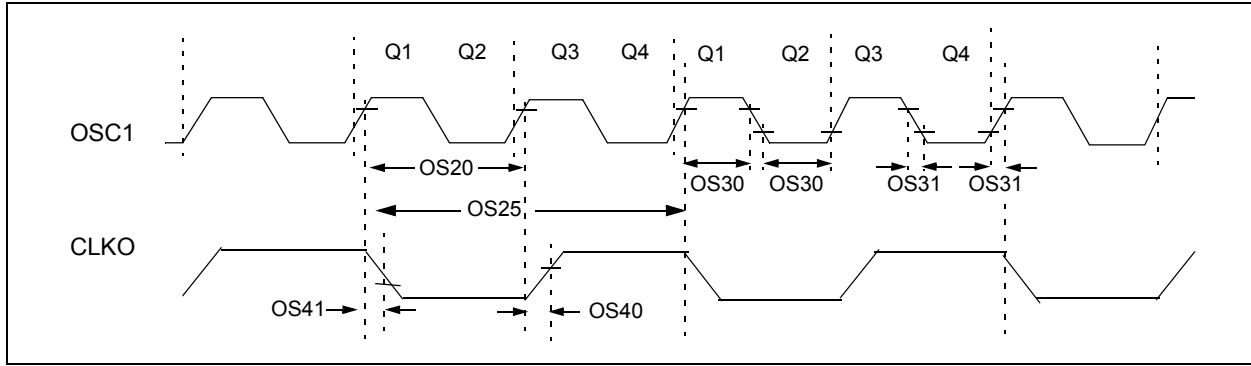 Q1 Q2 Q3 Q4 Q1 Q2 Q3 Q4
OSC1
OS20 OS30 OS30 OS31 OS31
OS25
CLKO
OS41 OS40